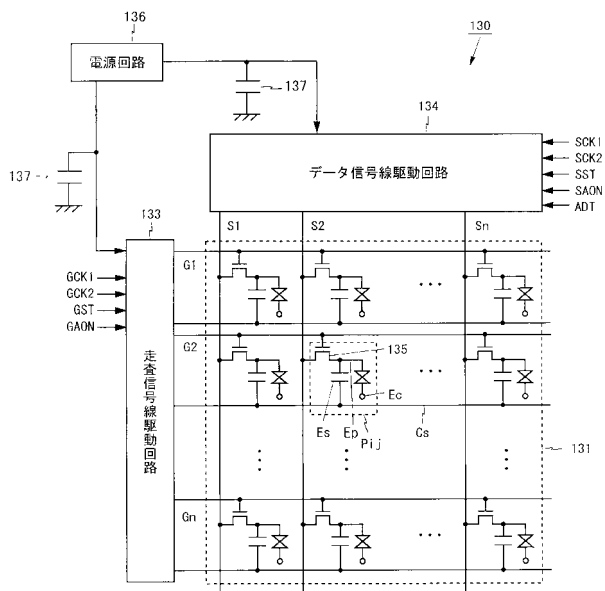 136
130
電源回路
137
134
データ信号線駆動回路
SCK1
SCK2
SST
SAON
ADT
137
133
S1
S2
Sn
G1
GCK1
GCK2
GST
GAON
G2
135
Ec
Es
Ep
Pij
Cs
131
走査信号線駆動回路
Gn